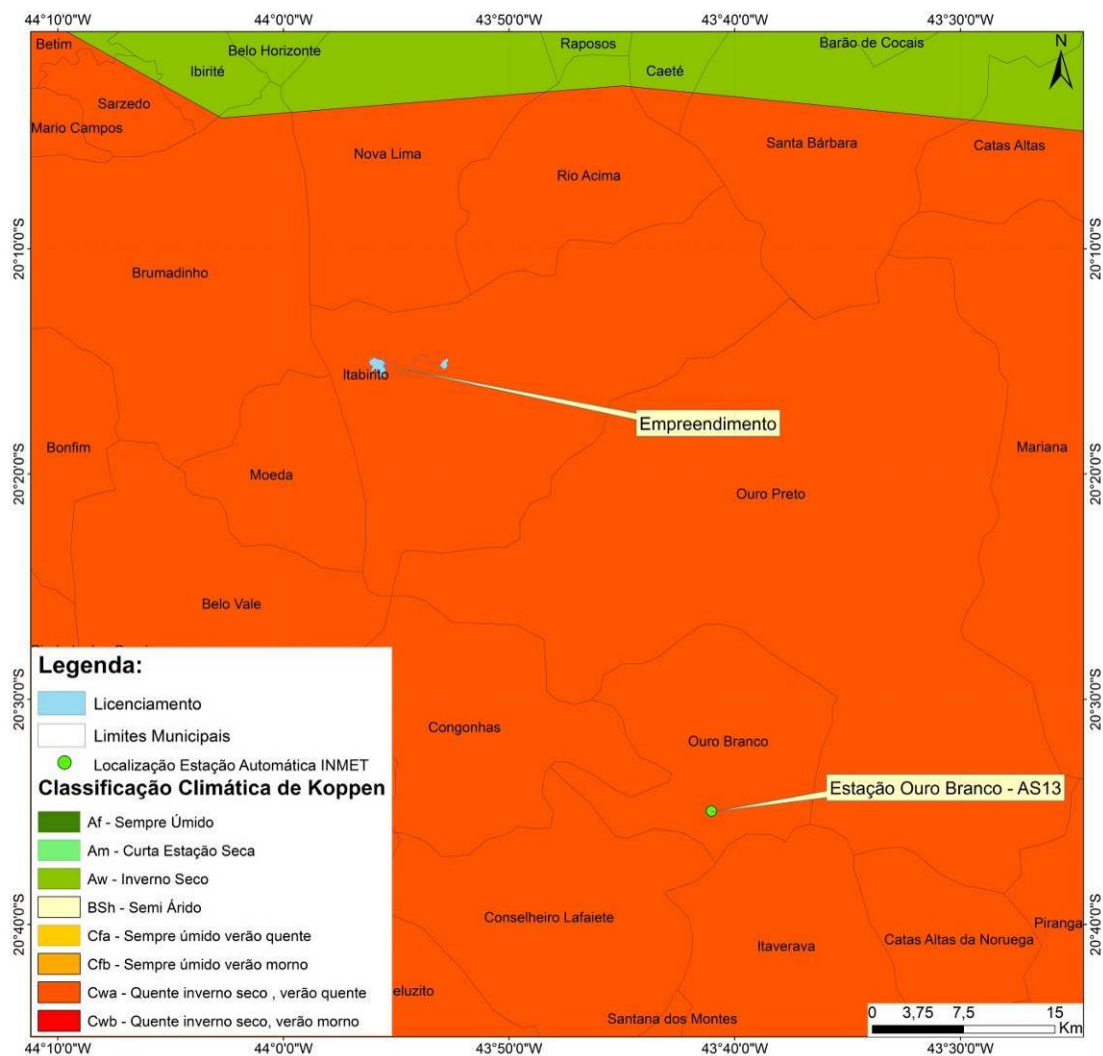 44°10'0"W 44°0'0"W 43°50'0"W 43°40'0"W 43°30'0"W
Betim
Belo Horizonte
Raposos
Barão de Cocais
N
Ibirité
Caeté
Sarzedo
Mario Campos
Nova Lima
Santa Bárbara
Catas Altas
Rio Acima
20°10'0"S 20°10'0"S
Brumadinho
Itabirito
Empreendimento
Bonfim
Mariana
Moeda
20°20'0"S 20°20'0"S
Ouro Preto
Belo Vale
Legenda:
Licenciamento
Limites Municipais
Localização Estação Automática INMET
20°30'0"S 20°30'0"S
Congonhas
Ouro Branco
Estação Ouro Branco - AS13
Classificação Climática de Koppen
Af - Sempre Úmido
Am - Curta Estação Seca
Aw - Inverno Seco
BSh - Semi Árido
Cfa - Sempre úmido verão quente
Cfb - Sempre úmido verão morno
Cwa - Quente inverno seco , verão quente
Cwb - Quente inverno seco, verão morno
20°40'0"S 20°40'0"S
Conselheiro Lafaiete
Itaverava
Catas Altas da Noruega
Piranga
eluzito
Santana dos Montes
0 3,75 7,5 15
Km
44°10'0"W 44°0'0"W 43°50'0"W 43°40'0"W 43°30'0"W